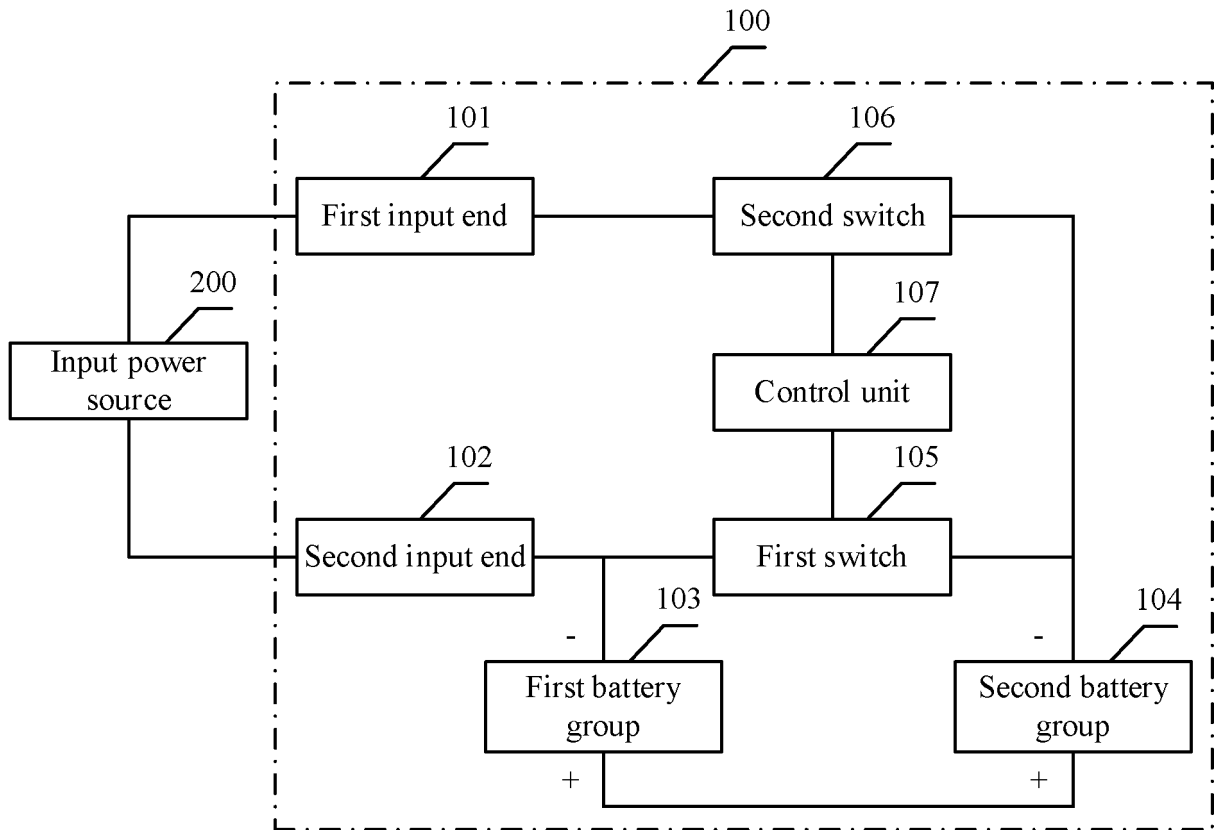 100
101
106
First input end
Second switch
200
107
Input power
source
Control unit
102
105
Second input end
First switch
103
104
-
-
First battery
group
Second battery
group
+
+